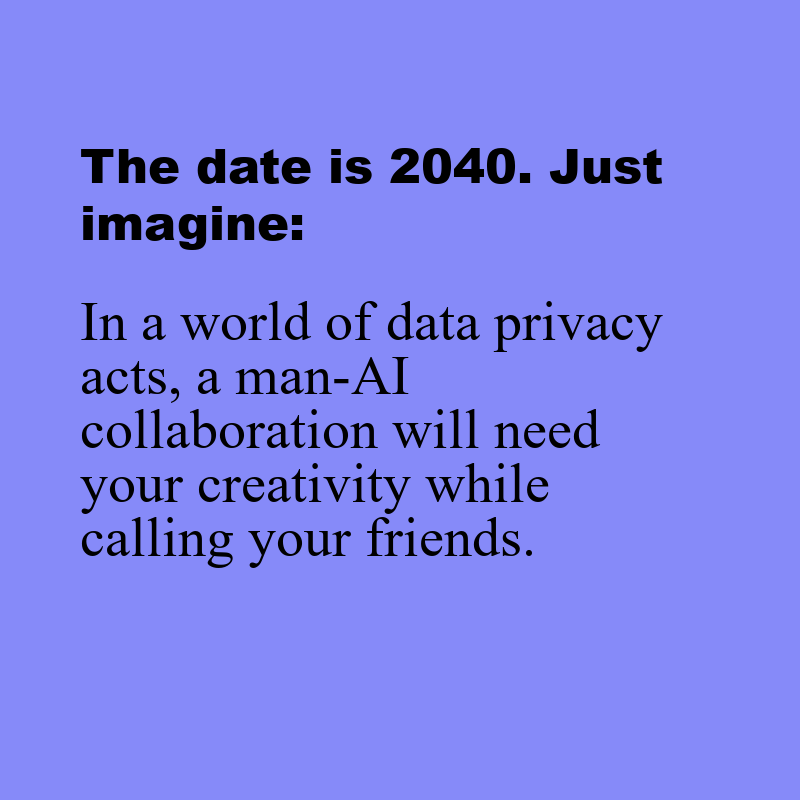 The date is 2040. Just
imagine:
In a world of data privacy
acts, a man-AI
collaboration will need
your creativity while
calling your friends.